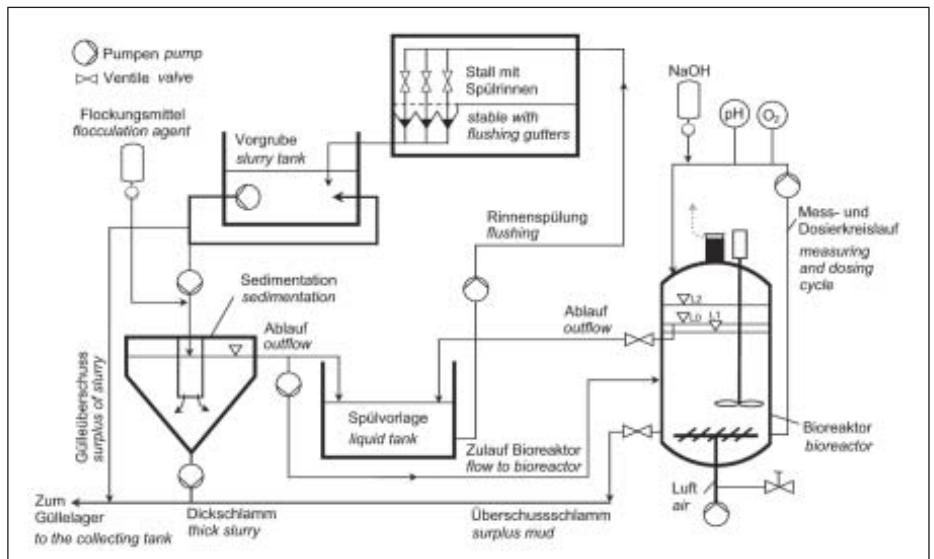 Pumpen pump
Ventile valve
Flockungsmittel
flocculation agent
Vorgrube
slurry tank
Stall mit
Spülrinnen
stable with
flushing gutters
NaOH
pH
O₂
Rinnenspülung
flushing
Mess- und
Dosierkreislauf
measuring
and dosing
cycle
Sedimentation
sedimentation
Ablauf
outflow
Ablauf
outflow
L2
L0 L1
Gülleüberschuss
surplus of slurry
Spülvorlage
liquid tank
Zulauf Bioreaktor
flow to bioreactor
Bioreaktor
bioreactor
Zum
Güllelager
to the collecting tank
Dickschlamm
thick slurry
Überschussschlamm
surplus mud
Luft
air